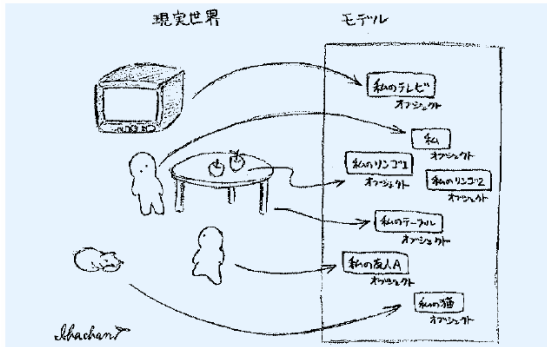 現実世界
モデル
私のテレビ
オブジェクト
私
オブジェクト
私のリンゴ1
オブジェクト
私のリンゴ2
オブジェクト
私のテーブル
オブジェクト
私の友人A
オブジェクト
私の猫
オブジェクト